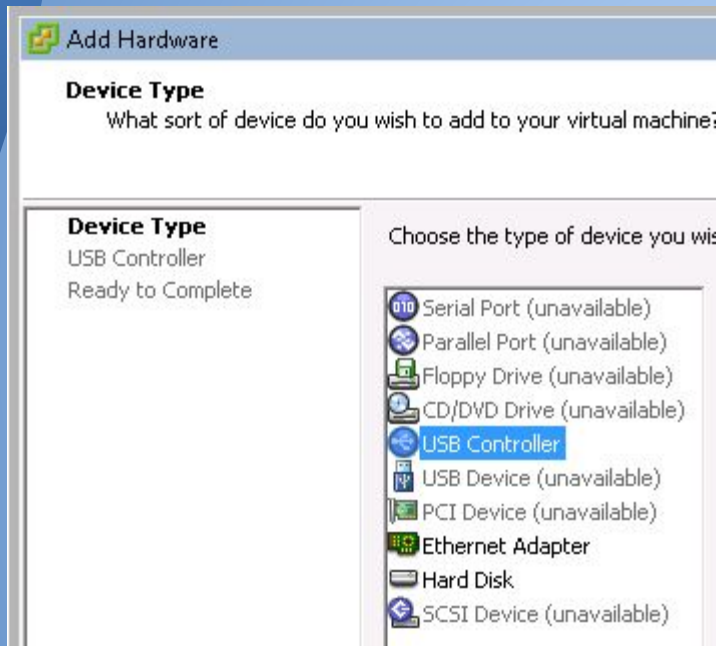 Add Hardware
Device Type
What sort of device do you wish to add to your virtual machine?
Device Type
USB Controller
Ready to Complete
Choose the type of device you
Serial Port (unavailable)
Parallel Port (unavailable)
Floppy Drive (unavailable)
CD/DVD Drive (unavailable)
USB Controller
USB Device (unavailable)
PCI Device (unavailable)
Ethernet Adapter
Hard Disk
SCSI Device (unavailable)